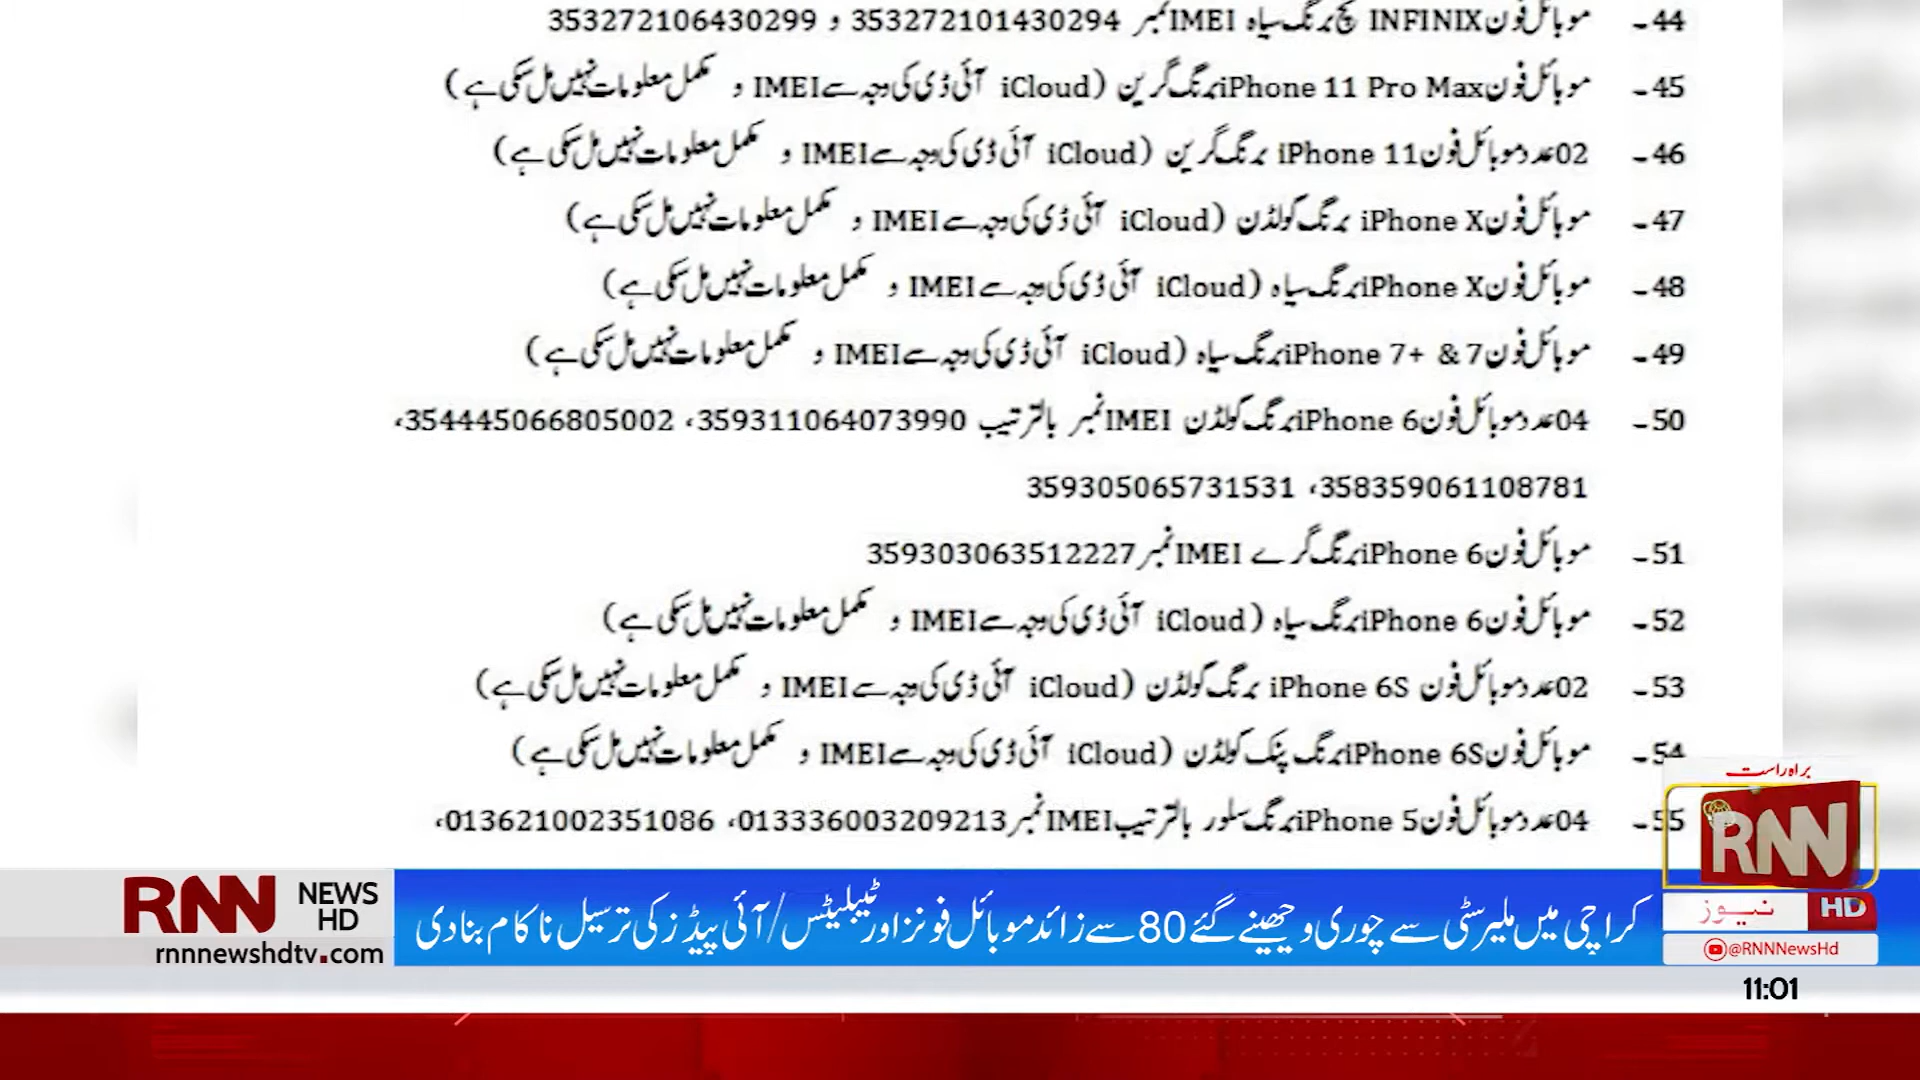 44۔ موبائل فون INFINIX ٹچ برنگ سیاہ IMEI نمبر 353272101430294 و 353272106430299
45۔ موبائل فون iPhone 11 Pro Max برنگ گرین (iCloud آئی ڈی کی وجہ سے IMEI و مکمل معلومات نہیں مل سکی ہے)
46۔ 02 عدد موبائل فون iPhone 11 برنگ گرین (iCloud آئی ڈی کی وجہ سے IMEI و مکمل معلومات نہیں مل سکی ہے)
47۔ موبائل فون iPhone X برنگ گولڈن (iCloud آئی ڈی کی وجہ سے IMEI و مکمل معلومات نہیں مل سکی ہے)
48۔ موبائل فون iPhone X برنگ سیاہ (iCloud آئی ڈی کی وجہ سے IMEI و مکمل معلومات نہیں مل سکی ہے)
49۔ موبائل فون iPhone 7+ & 7 برنگ سیاہ (iCloud آئی ڈی کی وجہ سے IMEI و مکمل معلومات نہیں مل سکی ہے)
50۔ 04 عدد موبائل فون iPhone 6 برنگ گولڈن IMEI نمبر بالترتیب 359311064073990، 354445066805002،
358359061108781، 359305065731531
51۔ موبائل فون iPhone 6 برنگ گرے IMEI نمبر 359303063512227
52۔ موبائل فون iPhone 6 برنگ سیاہ (iCloud آئی ڈی کی وجہ سے IMEI و مکمل معلومات نہیں مل سکی ہے)
53۔ 02 عدد موبائل فون iPhone 6S برنگ گولڈن (iCloud آئی ڈی کی وجہ سے IMEI و مکمل معلومات نہیں مل سکی ہے)
54۔ موبائل فون iPhone 6S برنگ پنک گولڈن (iCloud آئی ڈی کی وجہ سے IMEI و مکمل معلومات نہیں مل سکی ہے)
55۔ 04 عدد موبائل فون iPhone 5 برنگ سلور بالترتیب IMEI نمبر 013336003209213، 013621002351086،
براہ راست
RNN
نیوز HD
@RNNNewsHd
11:01
کراچی میں ملیر سٹی سے چوری و چھینے گئے 80 سے زائد موبائل فونز اور ٹیبلیٹس/آئی پیڈز کی ترسیل ناکام بنادی
RNN NEWS HD
rnnnewshdtv.com